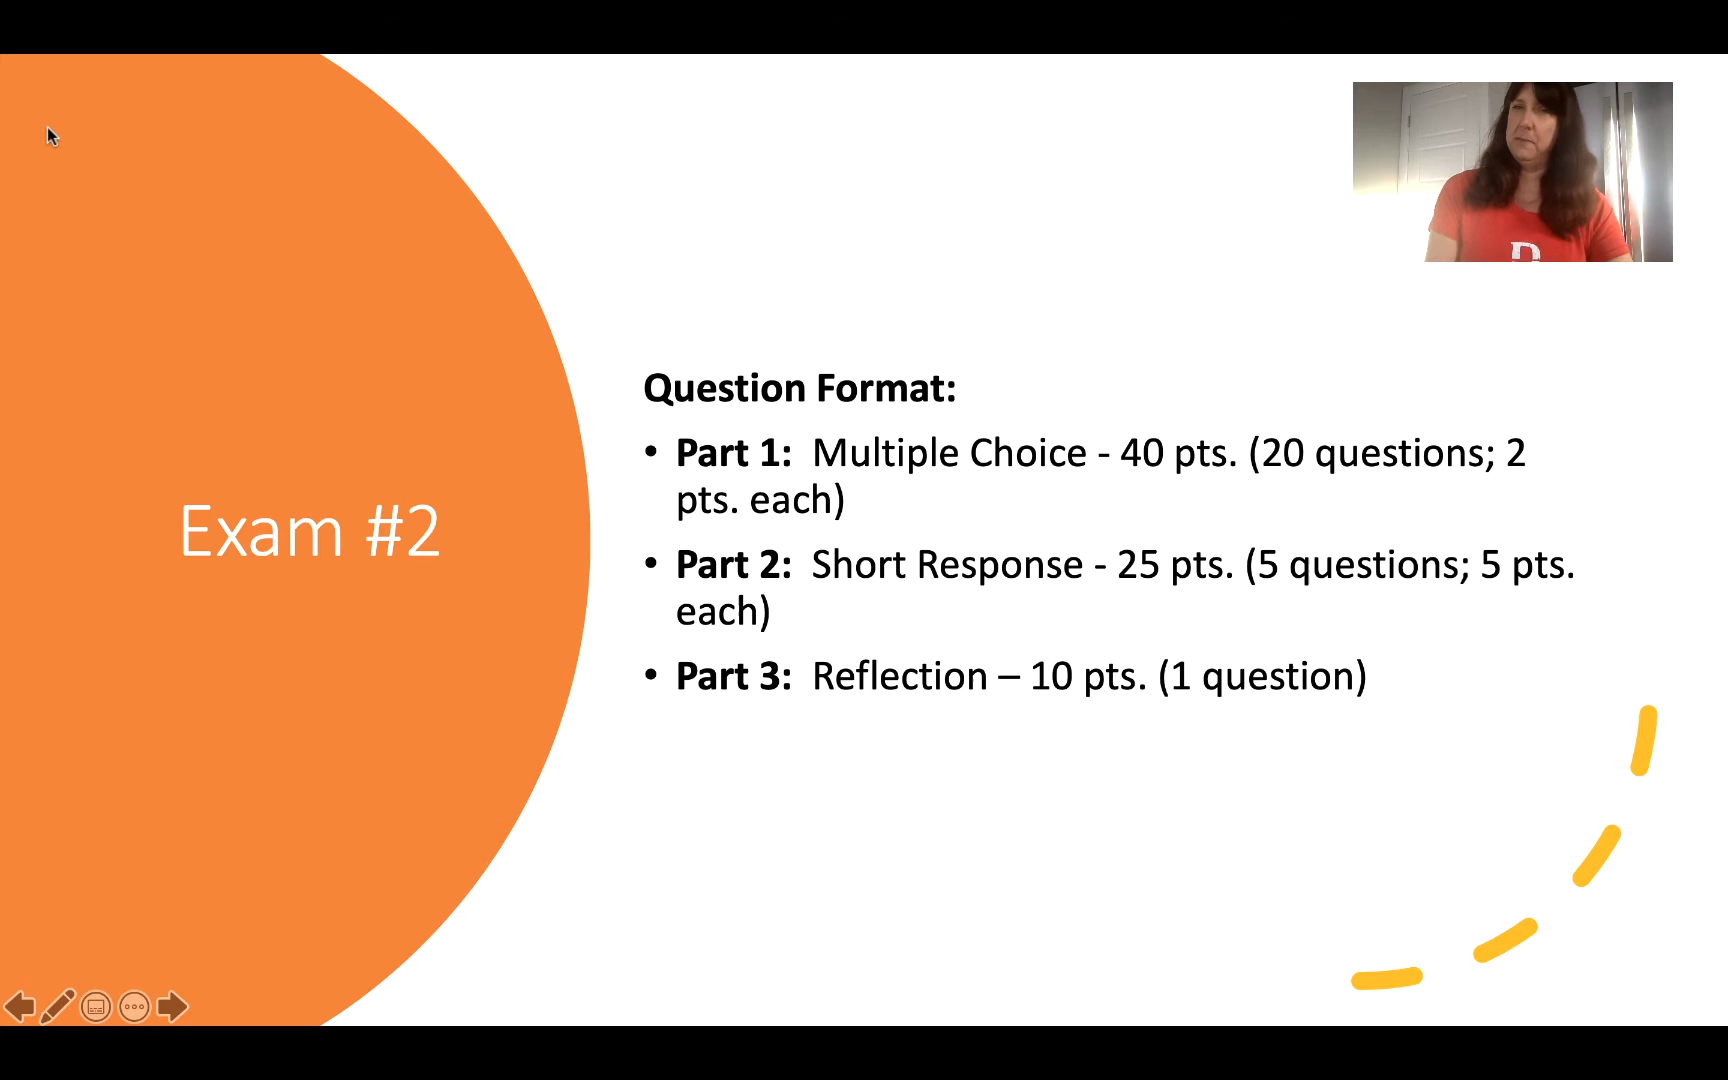 Exam #2
Question Format:
• Part 1:  Multiple Choice - 40 pts. (20 questions; 2
pts. each)
• Part 2:  Short Response - 25 pts. (5 questions; 5 pts.
each)
• Part 3:  Reflection – 10 pts. (1 question)